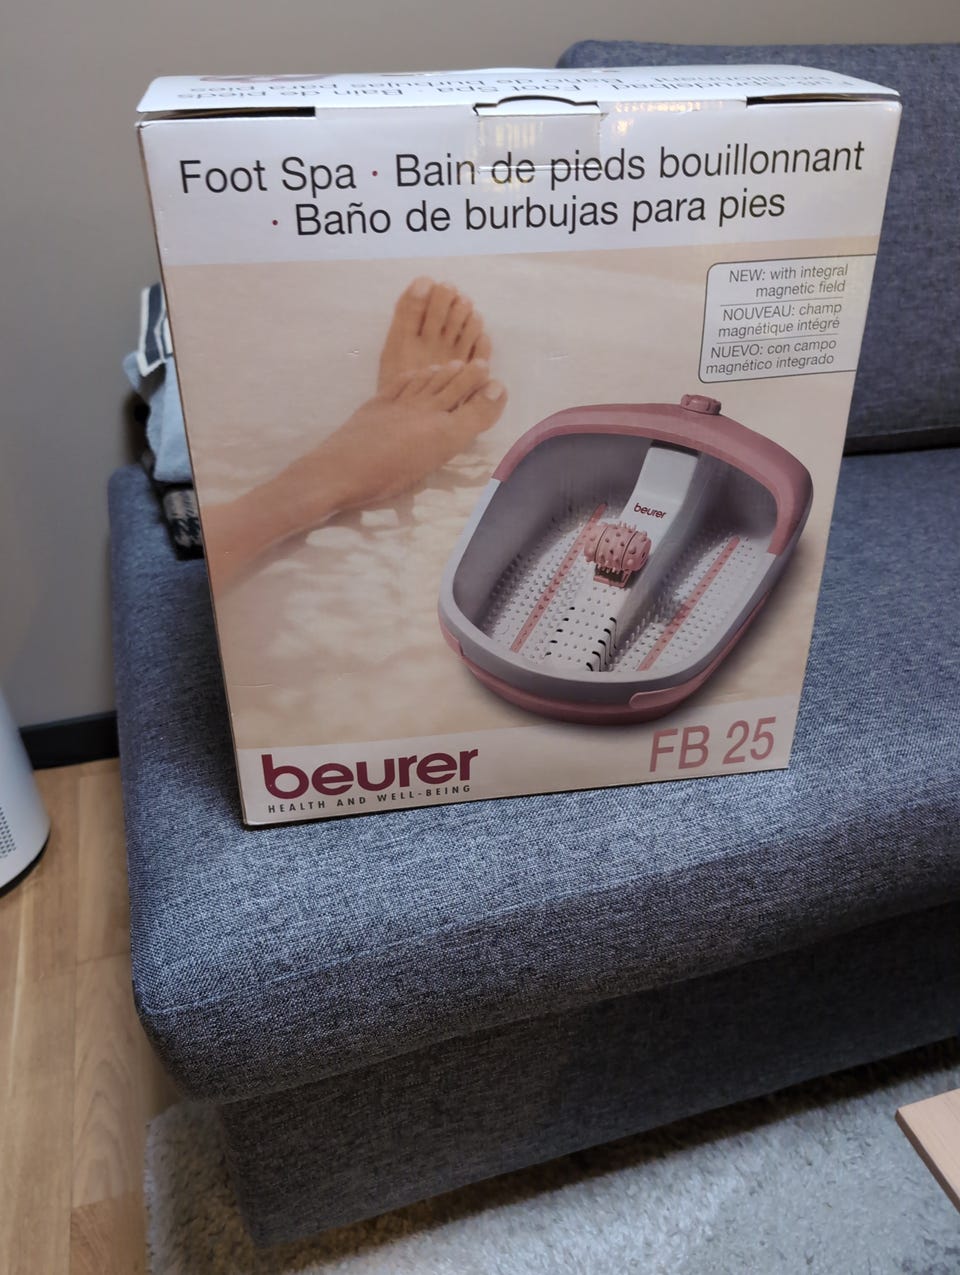 Foot Spa · Bain de pieds bouillonnant
· Baño de burbujas para pies
NEW: with integral
magnetic field
NOUVEAU: champ
magnétique intégré
NUEVO: con campo
magnético integrado
beurer
beurer
HEALTH AND WELL-BEING
FB 25